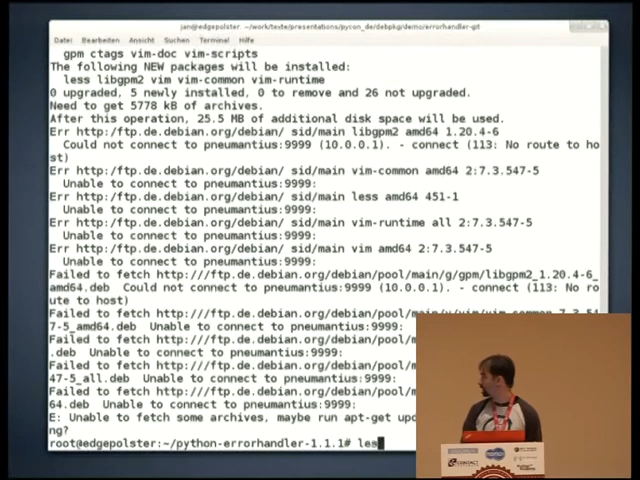 jan@edgepolster: ~/work/texte/presentations/pycon_de/debpkg/demo/errorhandler-git
Datei Bearbeiten Ansicht Suchen Terminal Hilfe
gpm ctags vim-doc vim-scripts
The following NEW packages will be installed:
less libgpm2 vim vim-common vim-runtime
0 upgraded, 5 newly installed, 0 to remove and 26 not upgraded.
Need to get 5778 kB of archives.
After this operation, 25.5 MB of additional disk space will be used.
Err http:/ftp.de.debian.org/debian/ sid/main libgpm2 amd64 1.20.4-6
Could not connect to pneumantius:9999 (10.0.0.1). - connect (113: No route to ho
st)
Err http:/ftp.de.debian.org/debian/ sid/main vim-common amd64 2:7.3.547-5
Unable to connect to pneumantius:9999:
Err http:/ftp.de.debian.org/debian/ sid/main less amd64 451-1
Unable to connect to pneumantius:9999:
Err http:/ftp.de.debian.org/debian/ sid/main vim-runtime all 2:7.3.547-5
Unable to connect to pneumantius:9999:
Err http:/ftp.de.debian.org/debian/ sid/main vim amd64 2:7.3.547-5
Unable to connect to pneumantius:9999:
Failed to fetch http:///ftp.de.debian.org/debian/pool/main/g/gpm/libgpm2_1.20.4-6_
amd64.deb Could not connect to pneumantius:9999 (10.0.0.1). - connect (113: No ro
ute to host)
Failed to fetch http:///ftp.de.debian.org/debian/pool/main/v/vim/vim-common_7.3.54
7-5_amd64.deb Unable to connect to pneumantius:9999:
Failed to fetch http:///ftp.de.debian.org/debian/pool/
.deb Unable to connect to pneumantius:9999:
Failed to fetch http:///ftp.de.debian.org/debian/pool/
47-5_all.deb Unable to connect to pneumantius:9999:
Failed to fetch http:///ftp.de.debian.org/debian/pool/
64.deb Unable to connect to pneumantius:9999:
E: Unable to fetch some archives, maybe run apt-get upd
ng?
root@edgepolster:~/python-errorhandler-1.1.1# les
CONTACT